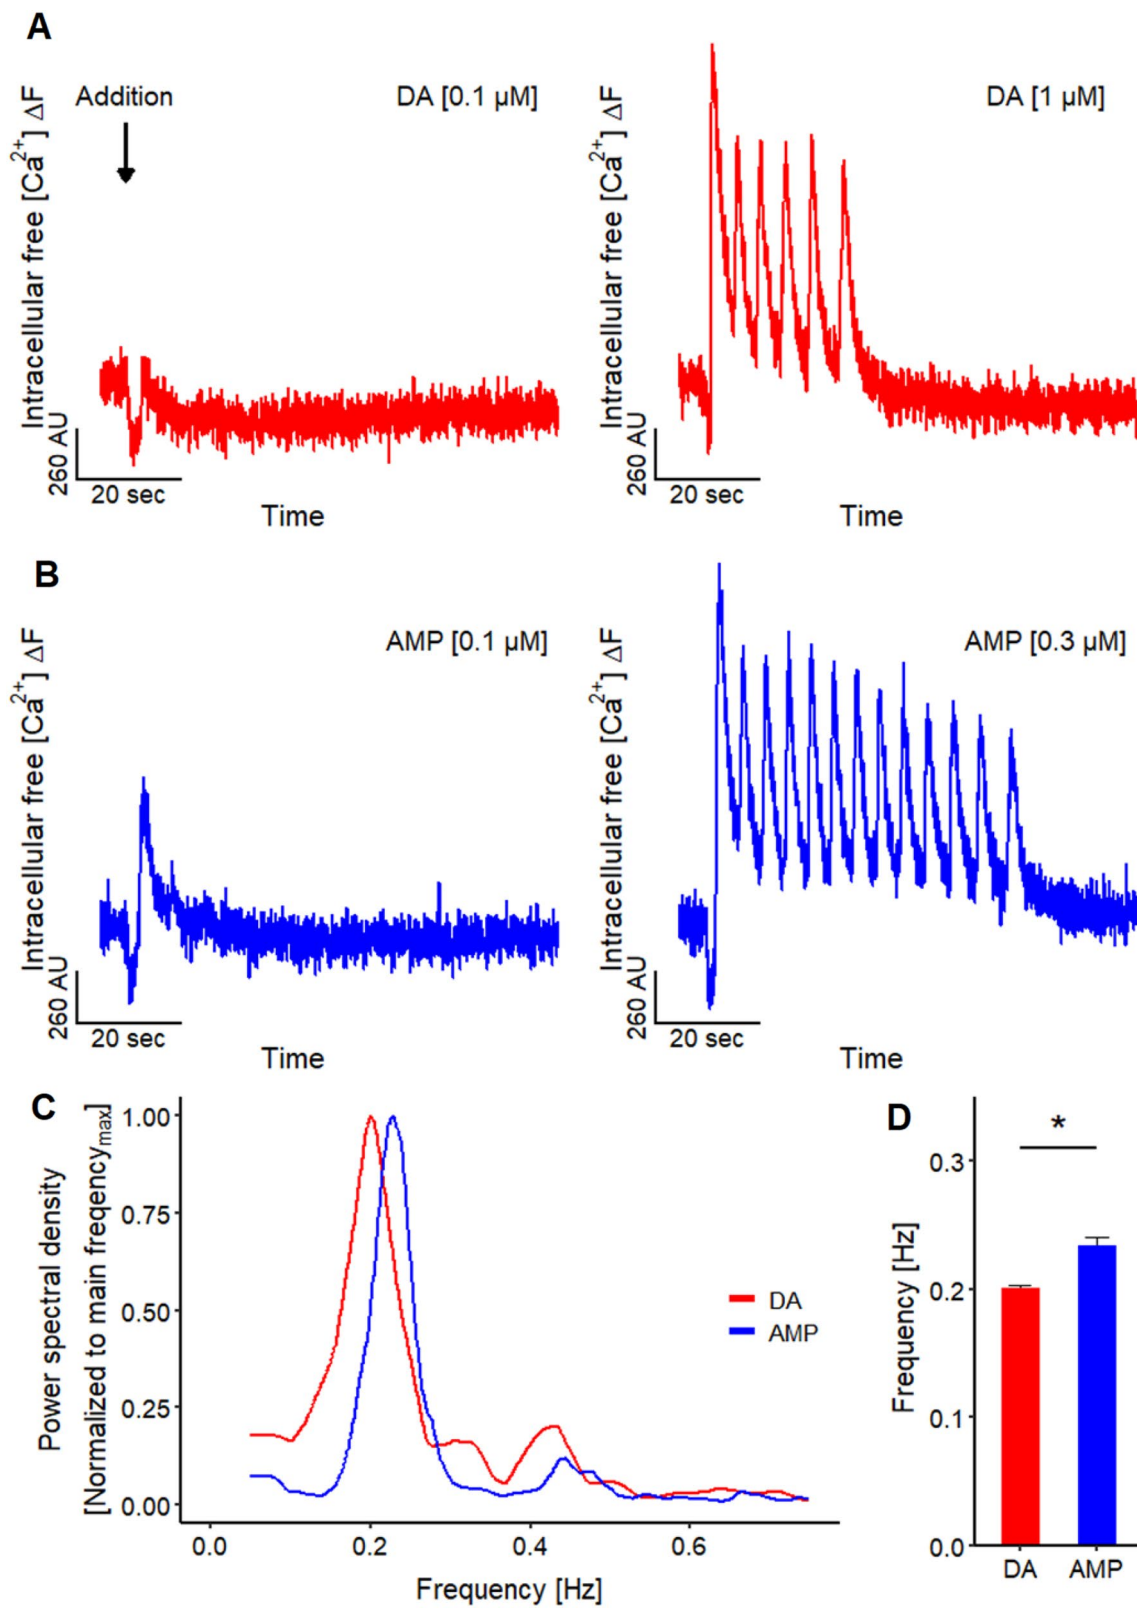 A
Addition
DA [0.1 µM]
Intracellular free [Ca²⁺] ΔF
260 AU
20 sec
Time
DA [1 µM]
Intracellular free [Ca²⁺] ΔF
260 AU
20 sec
Time
B
AMP [0.1 µM]
Intracellular free [Ca²⁺] ΔF
260 AU
20 sec
Time
AMP [0.3 µM]
Intracellular free [Ca²⁺] ΔF
260 AU
20 sec
Time
C
Power spectral density
[Normalized to main freqency max]
1.00
0.75
0.50
0.25
0.00
0.0
0.2
0.4
0.6
Frequency [Hz]
DA
AMP
D
*
Frequency [Hz]
0.3
0.2
0.1
0.0
DA
AMP